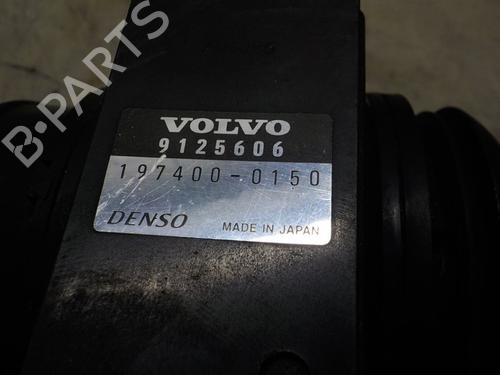 VOLVO
9125606
197400-0150
DENSO MADE IN JAPAN
B-PARTS